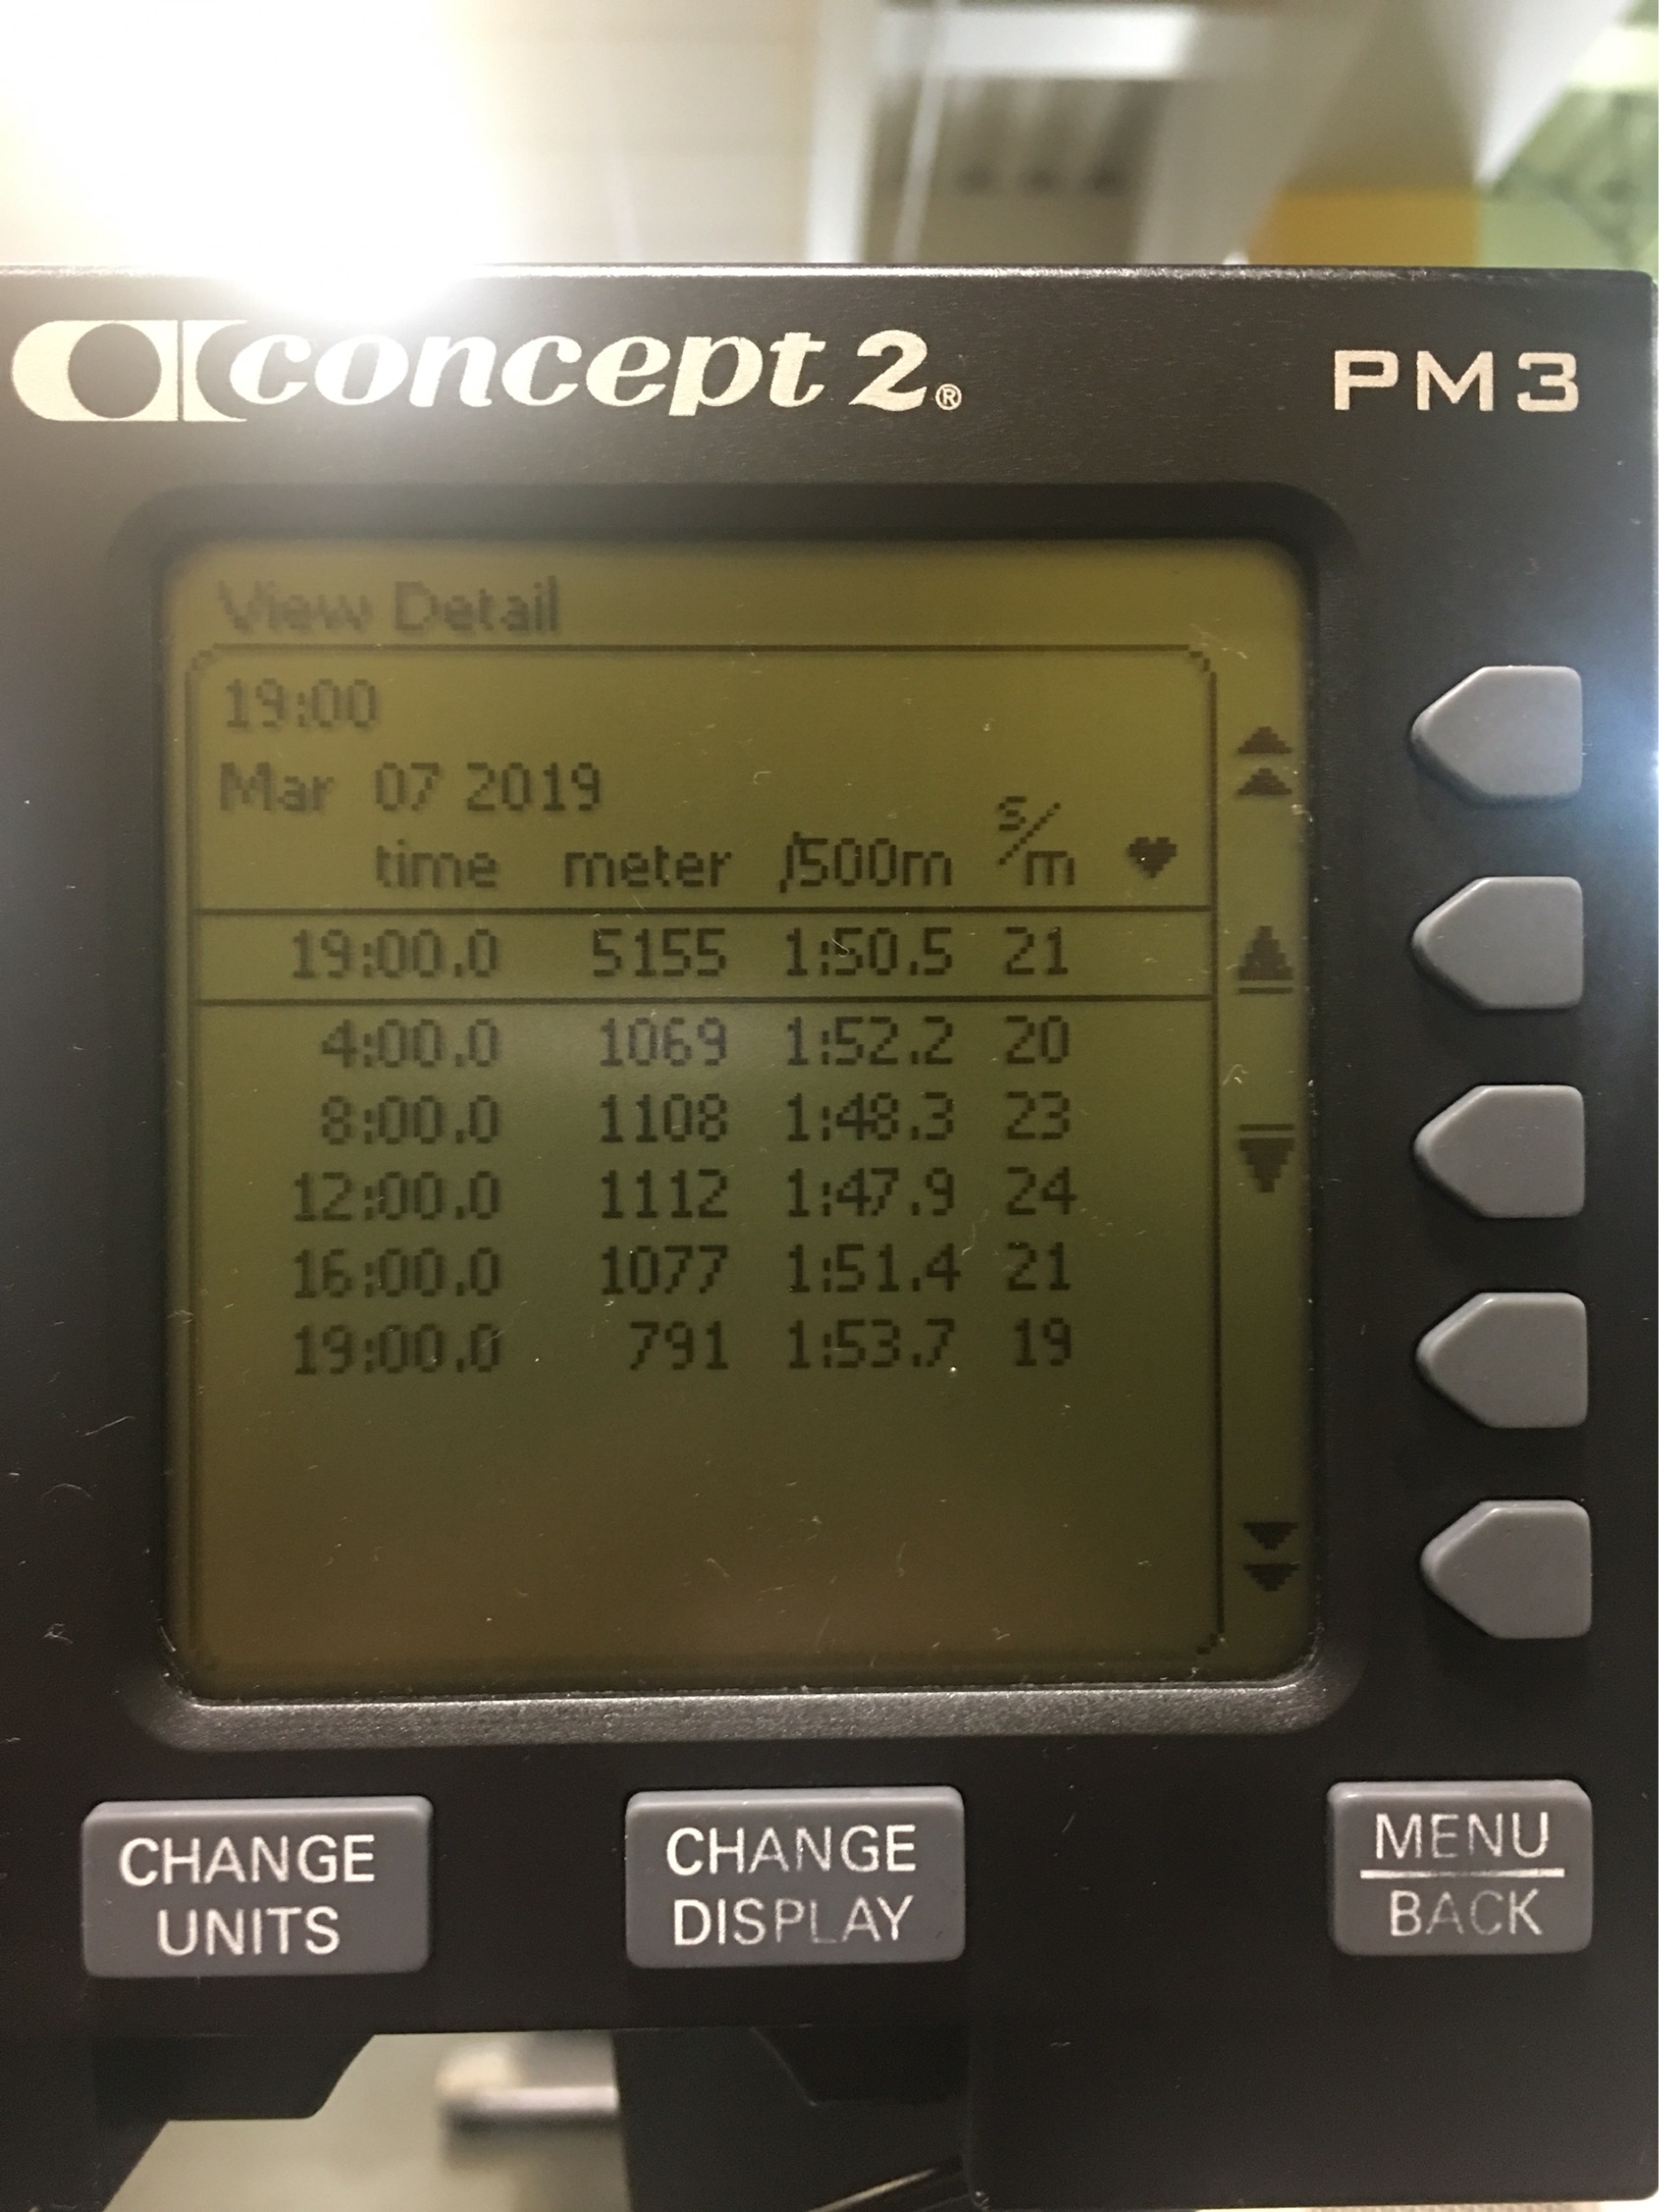 concept 2® PM3
View Detail
19:00
Mar 07 2019
time meter /500m s/m ♥
19:00.0 5155 1:50.5 21
4:00.0 1069 1:52.2 20
8:00.0 1108 1:48.3 23
12:00.0 1112 1:47.9 24
16:00.0 1077 1:51.4 21
19:00.0 791 1:53.7 19
CHANGE
UNITS
CHANGE
DISPLAY
MENU
BACK